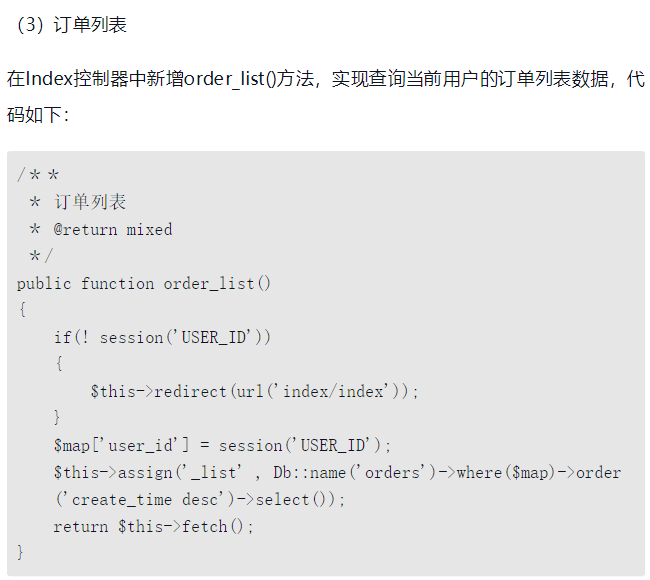 （3）订单列表
在Index控制器中新增order_list()方法，实现查询当前用户的订单列表数据，代
码如下：
/**
 * 订单列表
 * @return mixed
 */
public function order_list()
{
    if(! session('USER_ID'))
    {
        $this->redirect(url('index/index'));
    }
    $map['user_id'] = session('USER_ID');
    $this->assign('_list' , Db::name('orders')->where($map)->order
    ('create_time desc')->select());
    return $this->fetch();
}